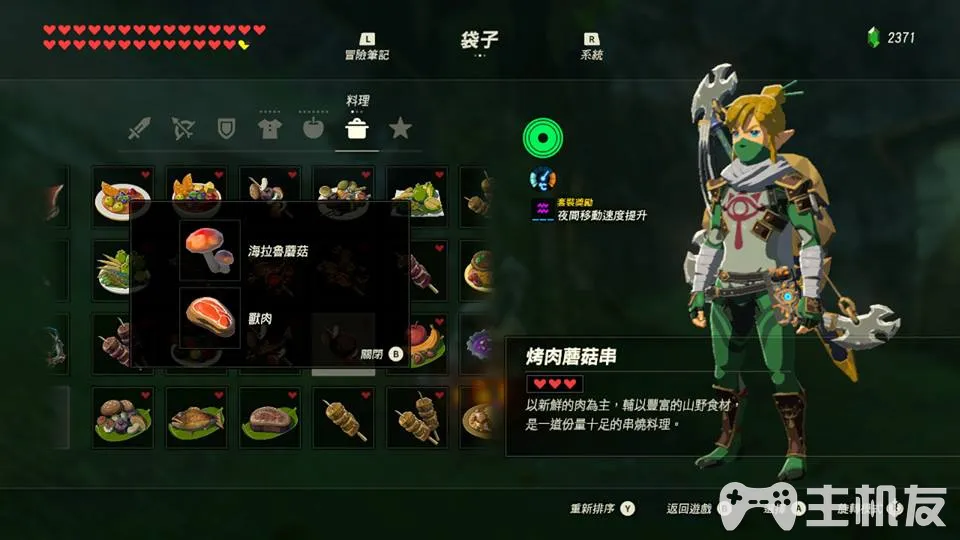 L
冒險筆記
袋子
R
系統
2371
料理
套裝獎勵
夜間移動速度提升
海拉魯蘑菇
獸肉
關閉 B
烤肉蘑菇串
以新鮮的肉為主，輔以豐富的山野食材，
是一道份量十足的串燒料理。
重新排序 Y
返回遊戲
主机友